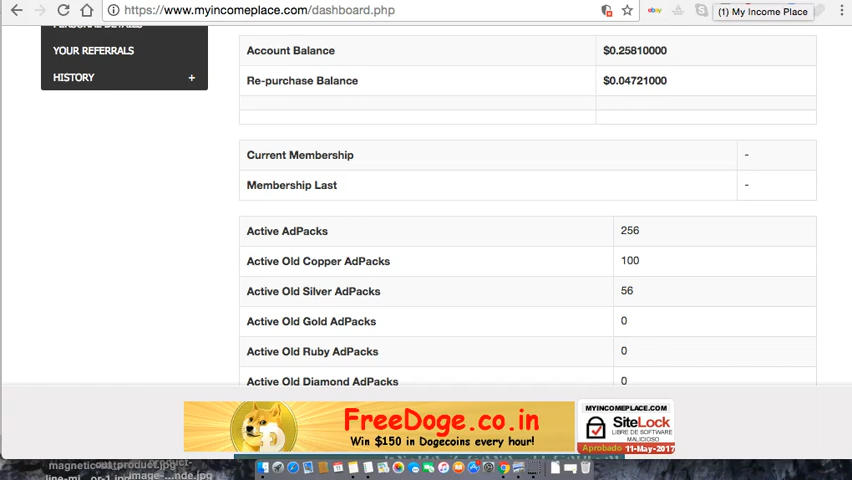 https://www.myincomeplace.com/dashboard.php
ebay
(1) My Income Place
PERSONAL DETAILS
YOUR REFERRALS
HISTORY +
Account Balance $0.25810000
Re-purchase Balance $0.04721000
Current Membership -
Membership Last -
Active AdPacks 256
Active Old Copper AdPacks 100
Active Old Silver AdPacks 56
Active Old Gold AdPacks 0
Active Old Ruby AdPacks 0
Active Old Diamond AdPacks 0
FreeDoge.co.in
Win $150 in Dogecoins every hour!
MYINCOMEPLACE.COM
SiteLock
LIBRE DE SOFTWARE
MALICIOSO
Aprobado 11-May-2017